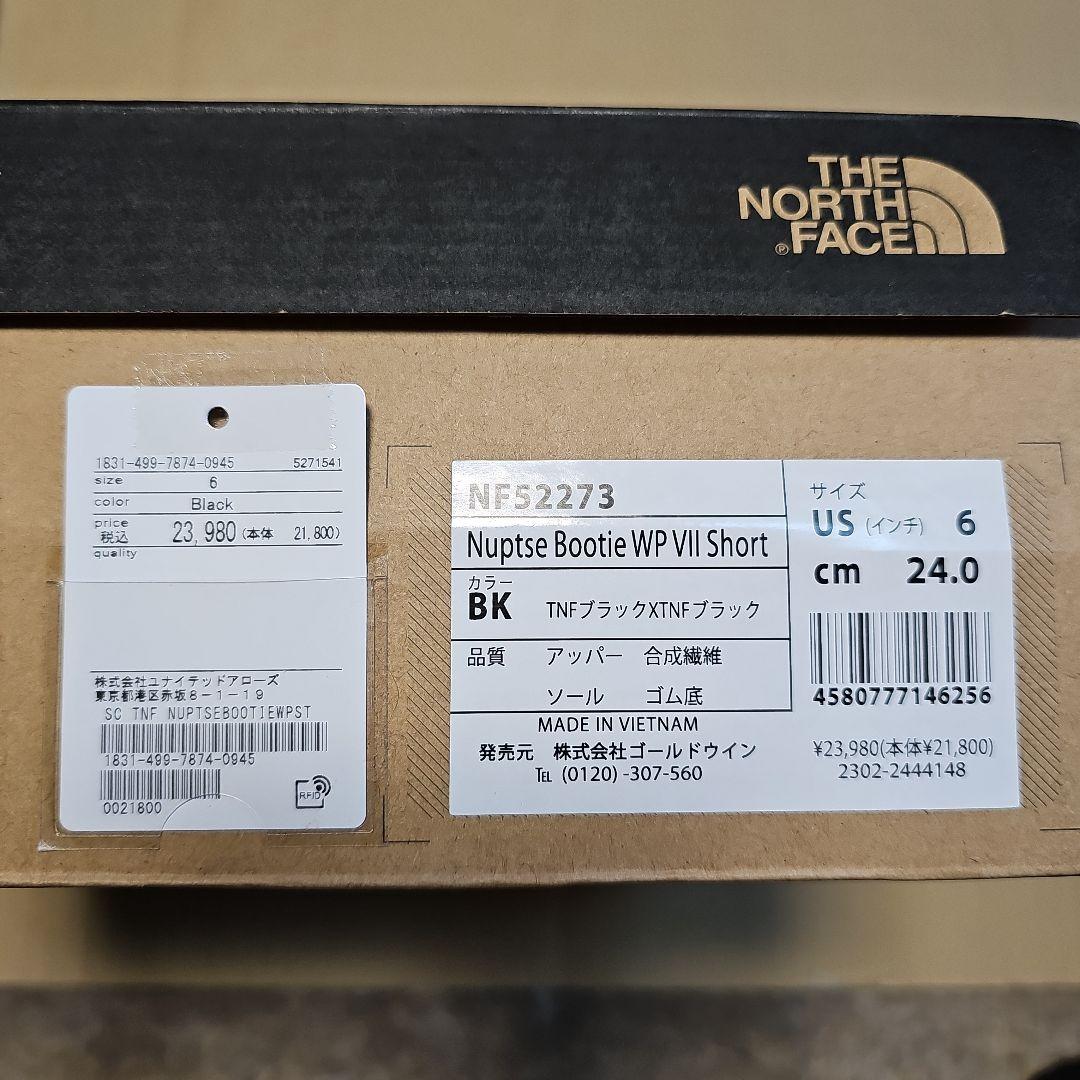 THE
NORTH
FACE
®
1831-499-7874-0945 5271541
size 6
color Black
price
税込 23,980(本体 21,800)
quality
株式会社ユナイテッドアローズ
東京都港区赤坂8-1-19
SC TNF NUPTSEBOOTIEWPST
1831-499-7874-0945
0021800
RFID
NF52273
Nuptse Bootie WP VII Short
カラー
BK TNFブラックXTNFブラック
品質 アッパー 合成繊維
ソール ゴム底
MADE IN VIETNAM
発売元 株式会社ゴールドウイン
TEL (0120) -307-560
サイズ
US (インチ) 6
cm 24.0
4580777146256
¥23,980(本体¥21,800)
2302-2444148